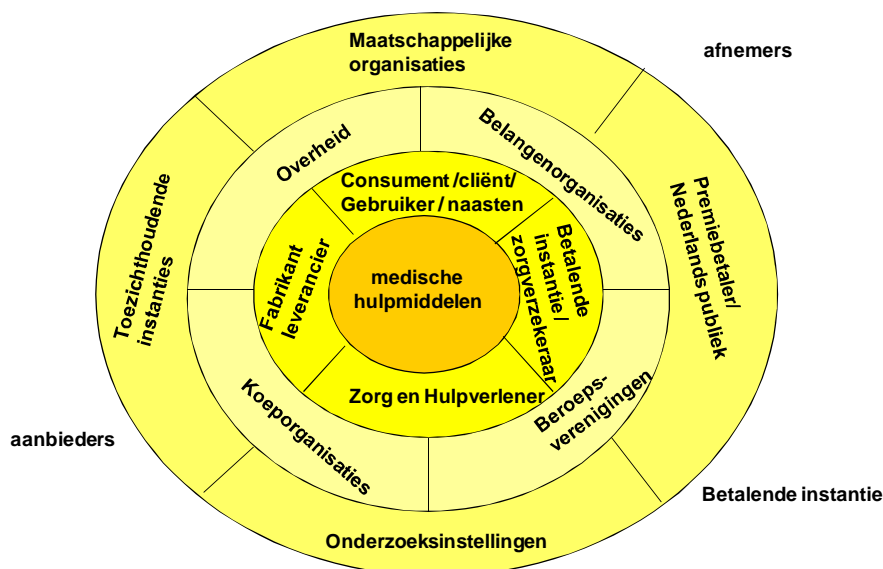 Maatschappelijke
organisaties
afnemers
Overheid
Belangenorganisaties
Consument /cliënt/
Gebruiker / naasten
Toezichthoudende
instanties
Fabrikant
leverancier
medische
hulpmiddelen
Betalende
instantie /
zorgverzekeraar
Premiebetaler/
Nederlands publiek
Zorg en Hulpverlener
Koeporganisaties
Beroeps-
verenigingen
aanbieders
Betalende instantie
Onderzoeksinstellingen